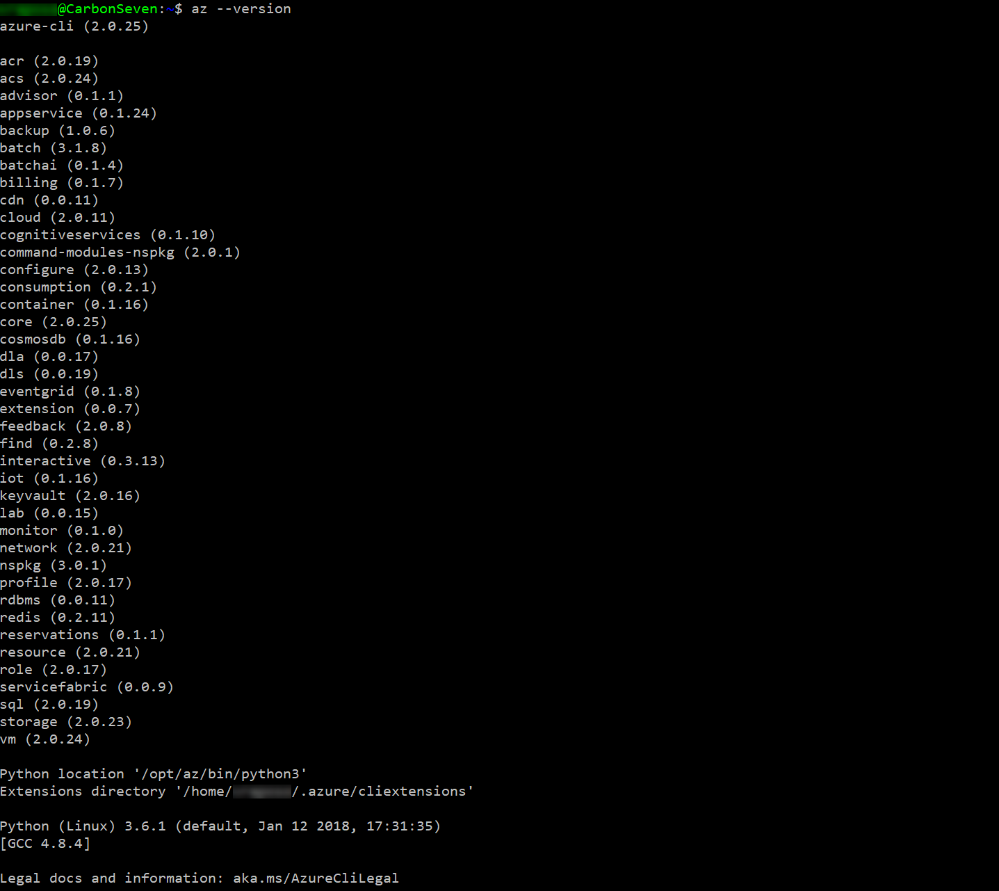 @CarbonSeven:~$ az --version
azure-cli (2.0.25)
acr (2.0.19)
acs (2.0.24)
advisor (0.1.1)
appservice (0.1.24)
backup (1.0.6)
batch (3.1.8)
batchai (0.1.4)
billing (0.1.7)
cdn (0.0.11)
cloud (2.0.11)
cognitiveservices (0.1.10)
command-modules-nspkg (2.0.1)
configure (2.0.13)
consumption (0.2.1)
container (0.1.16)
core (2.0.25)
cosmosdb (0.1.16)
dla (0.0.17)
dls (0.0.19)
eventgrid (0.1.8)
extension (0.0.7)
feedback (2.0.8)
find (0.2.8)
interactive (0.3.13)
iot (0.1.16)
keyvault (2.0.16)
lab (0.0.15)
monitor (0.1.0)
network (2.0.21)
nspkg (3.0.1)
profile (2.0.17)
rdbms (0.0.11)
redis (0.2.11)
reservations (0.1.1)
resource (2.0.21)
role (2.0.17)
servicefabric (0.0.9)
sql (2.0.19)
storage (2.0.23)
vm (2.0.24)
Python location '/opt/az/bin/python3'
Extensions directory '/home/ /.azure/cliextensions'
Python (Linux) 3.6.1 (default, Jan 12 2018, 17:31:35)
[GCC 4.8.4]
Legal docs and information: aka.ms/AzureCliLegal